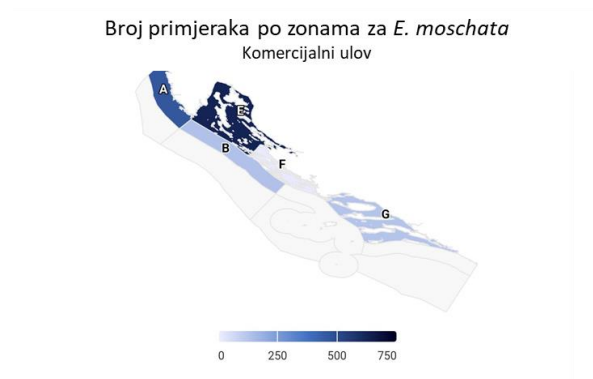 Broj primjeraka po zonama za E. moschata
Komercijalni ulov
A
E
B
F
G
0 250 500 750